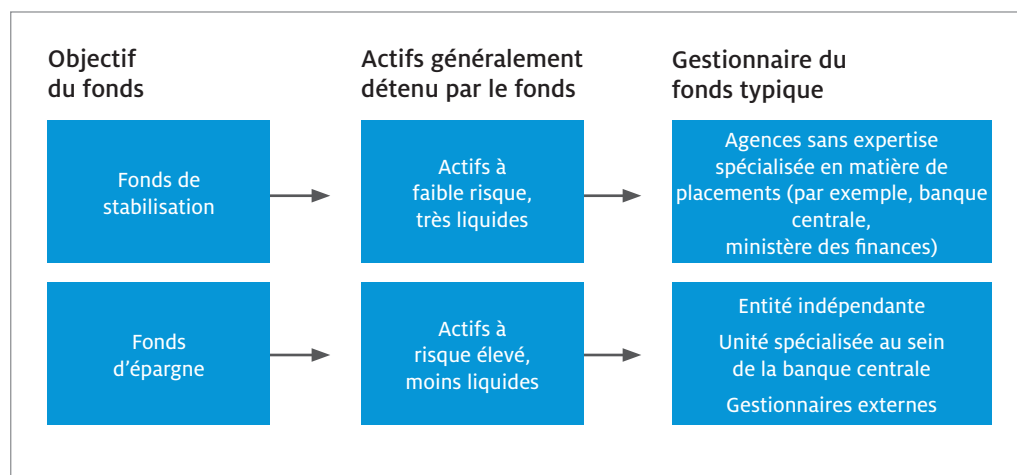 Objectif
du fonds
Actifs généralement
détenu par le fonds
Gestionnaire du
fonds typique
Fonds de
stabilisation
Actifs à
faible risque,
très liquides
Agences sans expertise
spécialisée en matière de
placements (par exemple, banque
centrale,
ministère des finances)
Fonds
d'épargne
Actifs à
risque élevé,
moins liquides
Entité indépendante
Unité spécialisée au sein
de la banque centrale
Gestionnaires externes